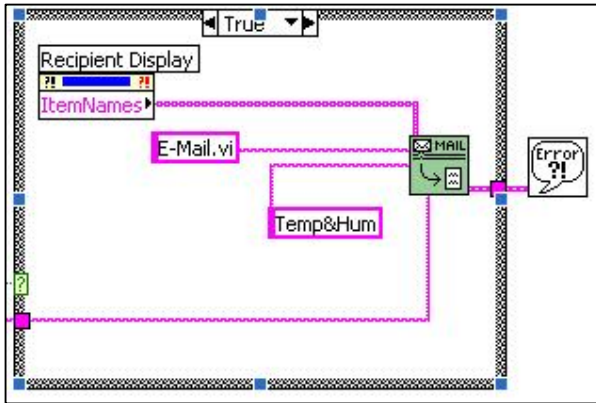 True
Recipient Display
?! ?!
ItemNames
E-Mail.vi
MAIL
Error
?!
Temp&Hum
?